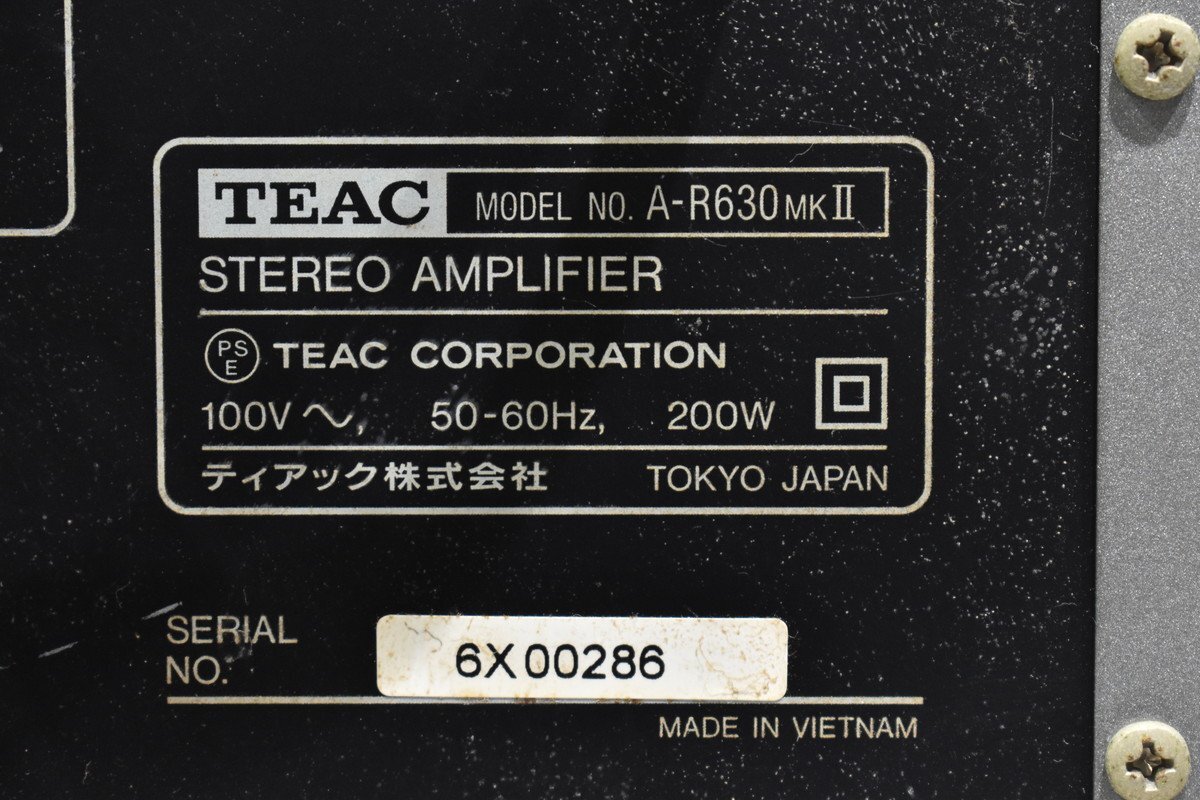 TEAC MODEL NO. A-R630 MK II
STEREO AMPLIFIER
PS E TEAC CORPORATION
100V ～, 50-60Hz, 200W
ティアック株式会社 TOKYO JAPAN
SERIAL
NO.
6X00286
MADE IN VIETNAM